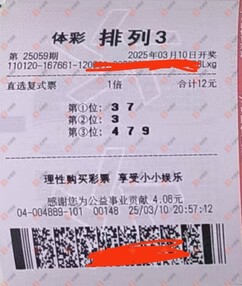 体彩 排列3
第25059期 2025年03月10日开奖
110120-167661-120 8Lxg
直选复式票 1倍 合计12元
第①位: 3 7
第②位: 3
第③位: 4 7 9
理性购买彩票 享受小小娱乐
感谢您为公益事业贡献 4.08元
04-004889-101 00148 25/03/10 20:57:12